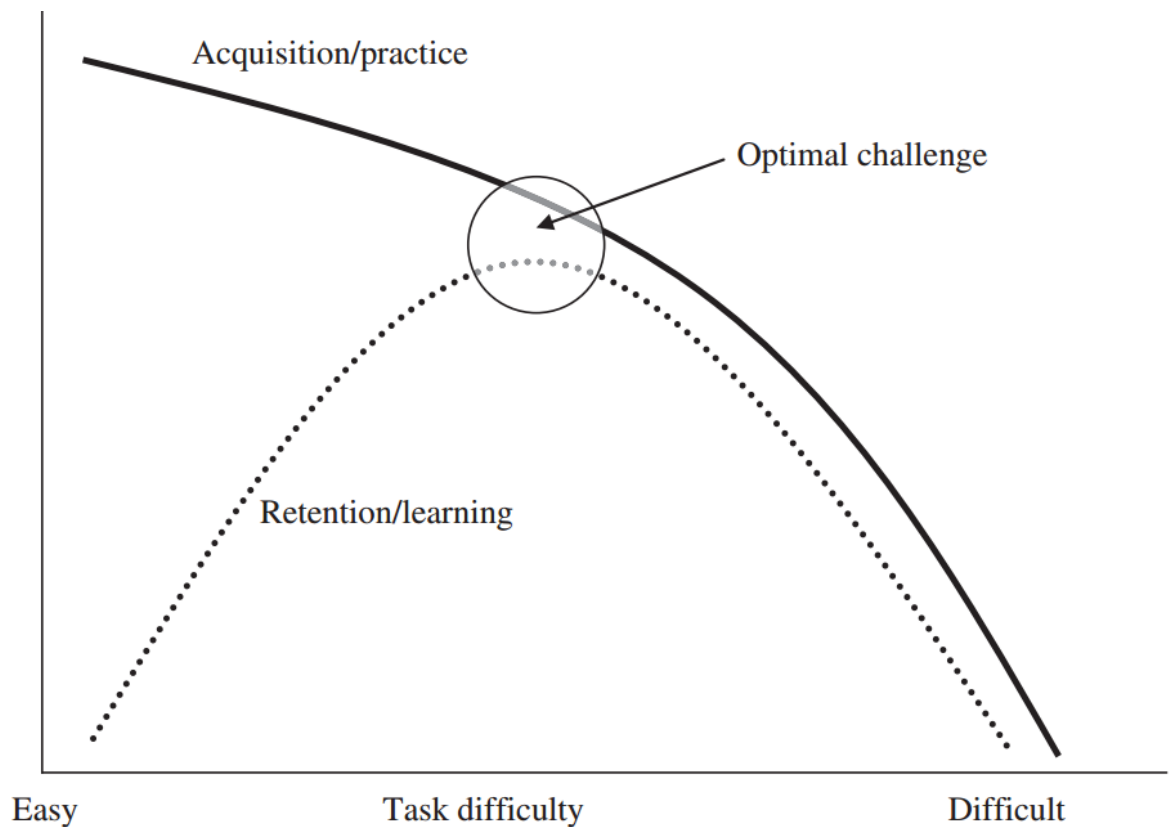 Acquisition/practice
Optimal challenge
Retention/learning
Easy
Task difficulty
Difficult